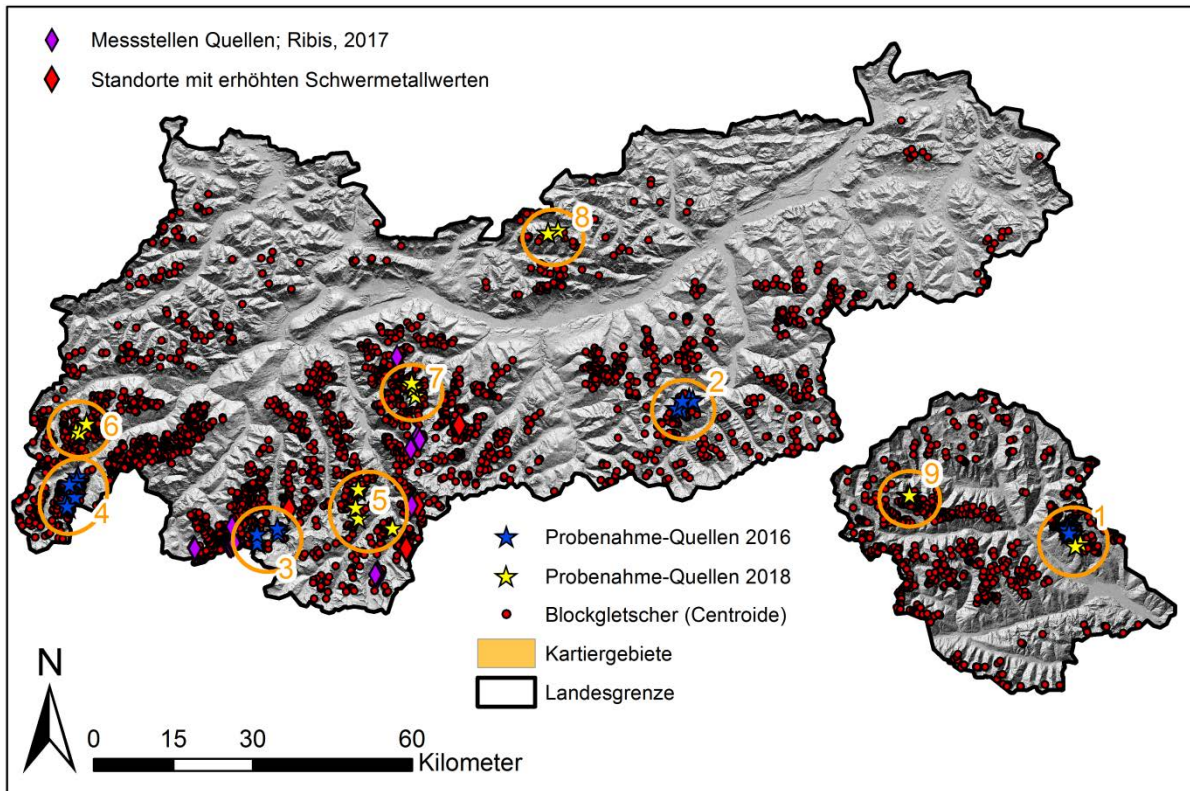 Messstellen Quellen; Ribis, 2017
Standorte mit erhöhten Schwermetallwerten
8
7
2
6
4
5
3
9
1
Probenahme-Quellen 2016
Probenahme-Quellen 2018
Blockgletscher (Centroide)
Kartiergebiete
Landesgrenze
N
0 15 30 60
Kilometer